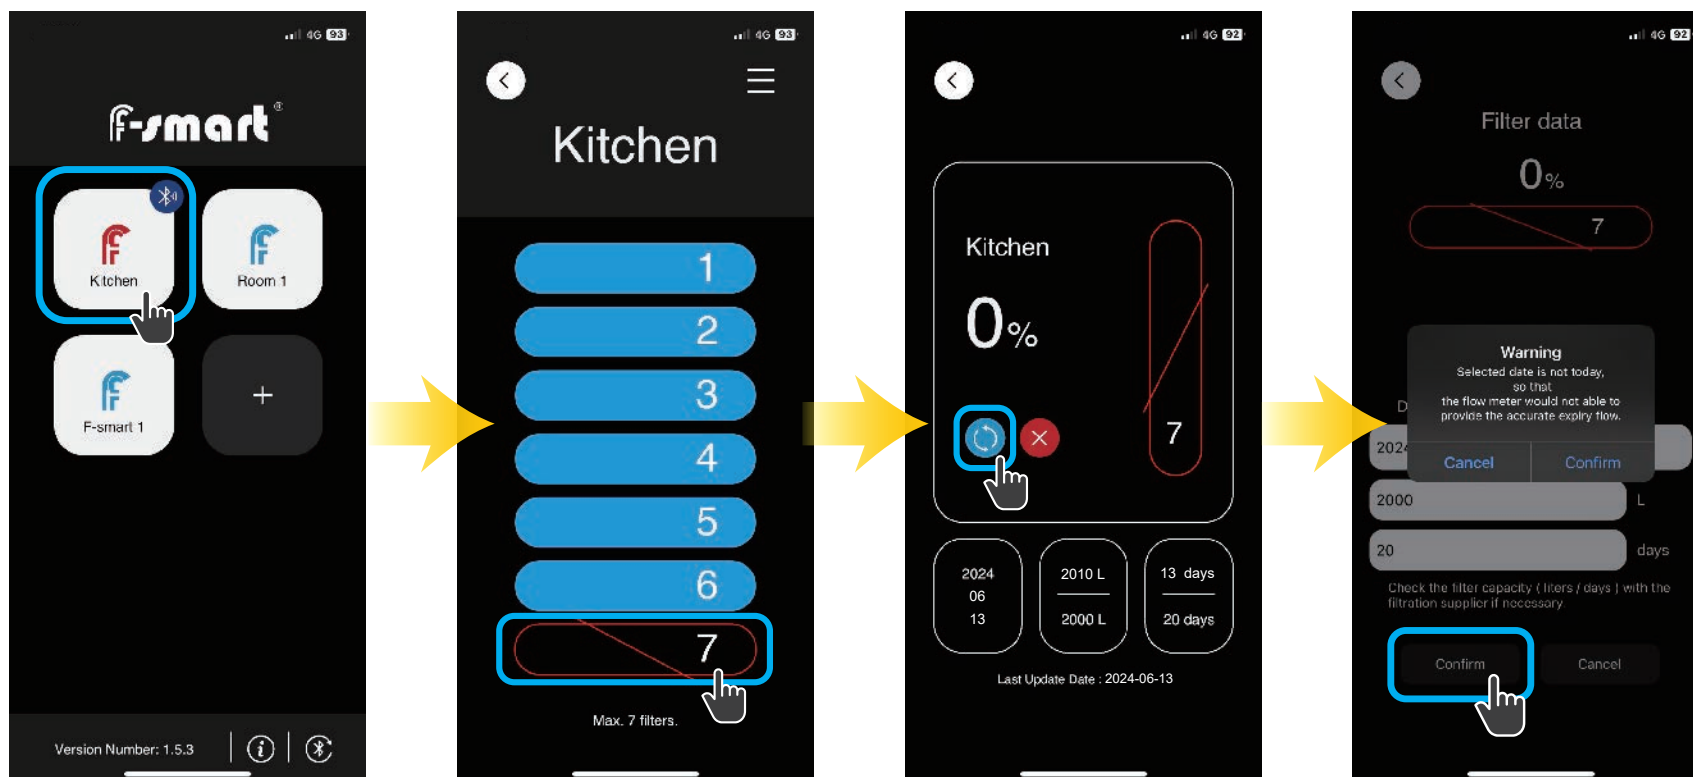 4G 93
F-smart®
Kitchen
Room 1
F-smart 1
+
Version Number: 1.5.3
4G 93
Kitchen
1
2
3
4
5
6
7
Max. 7 filters.
4G 92
Kitchen
0%
7
2024
06
13
2010 L
2000 L
13 days
20 days
Last Update Date : 2024-06-13
4G 92
Filter data
0%
7
Warning
Selected date is not today,
so that
the flow meter would not able to
provide the accurate expiry flow.
Cancel Confirm
2000 L
20 days
Check the filter capacity ( liters / days ) with the
filtration supplier if necessary.
Confirm Cancel